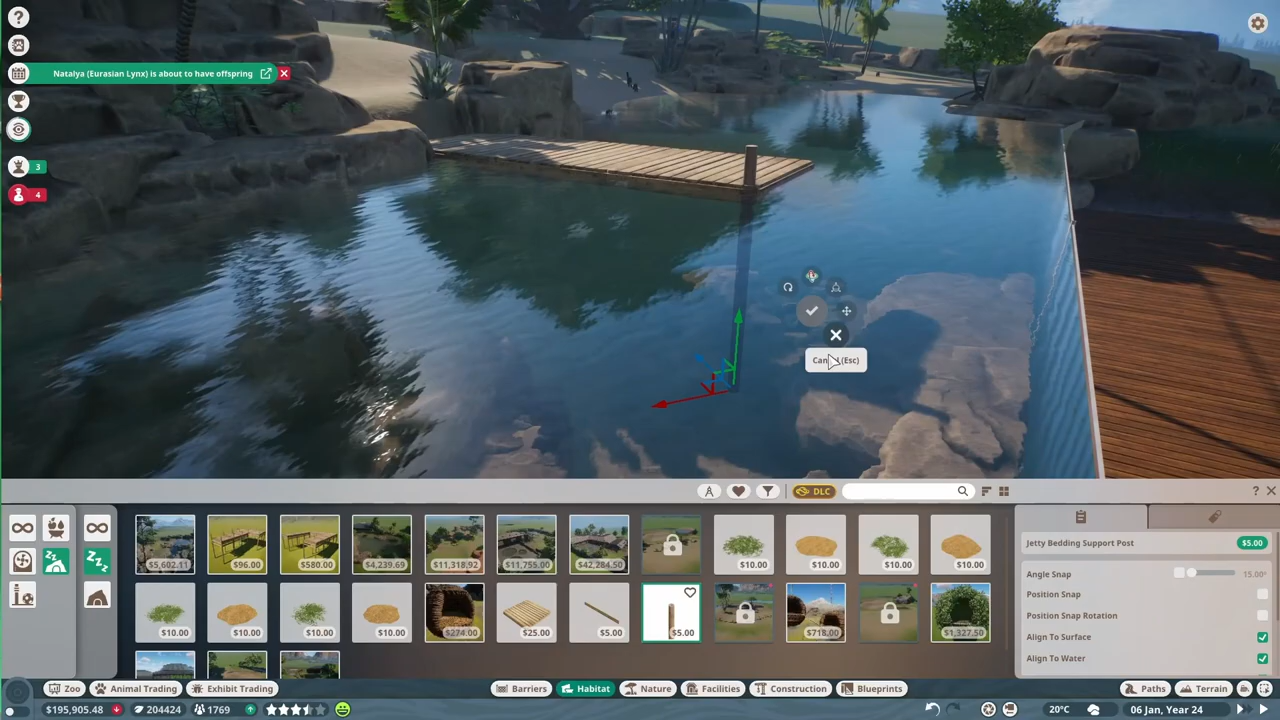 Natalya (Eurasian Lynx) is about to have offspring
3
4
(Esc)
DLC
$5,602.11
$96.00
$580.00
$4,239.69
$11,318.92
$11,755.00
$42,284.50
$10.00
$10.00
$10.00
$10.00
$10.00
$10.00
$10.00
$10.00
$274.00
$25.00
$5.00
$5.00
$718.00
$1,327.50
Jetty Bedding Support Post
$5.00
Angle Snap
15.00°
Position Snap
Position Snap Rotation
Align To Surface
Align To Water
Zoo
Animal Trading
Exhibit Trading
Barriers
Habitat
Nature
Facilities
Construction
Blueprints
Paths
Terrain
$195,905.48
204424
1769
20°C
06 Jan, Year 24